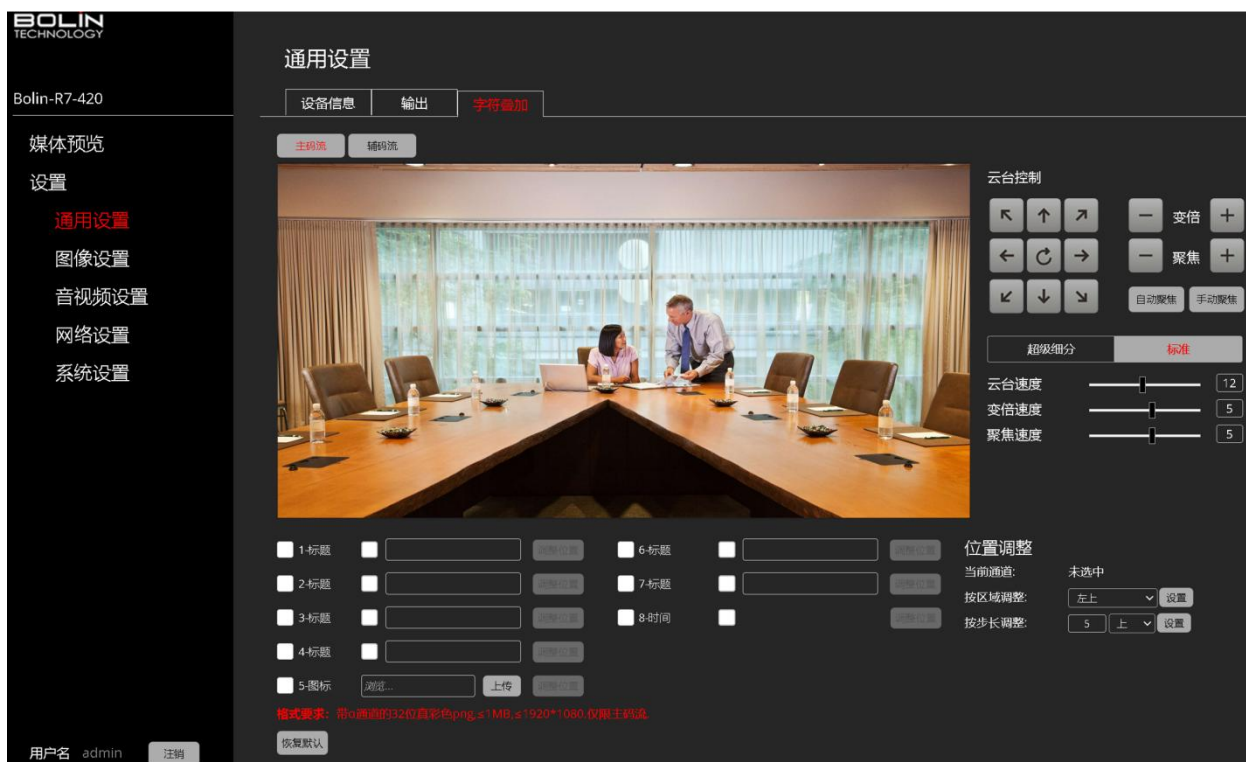 BOLIN
TECHNOLOGY
Bolin-R7-420
媒体预览
设置
通用设置
图像设置
音视频设置
网络设置
系统设置
用户名 admin 注销
通用设置
设备信息 输出 字符叠加
主码流 辅码流
云台控制
变倍
聚焦
自动聚焦 手动聚焦
超级细分 标准
云台速度 12
变倍速度 5
聚焦速度 5
1-标题 调整位置 6-标题 调整位置
2-标题 调整位置 7-标题 调整位置
3-标题 调整位置 8-时间 调整位置
4-标题 调整位置
5-图标 浏览... 上传 调整位置
格式要求：带α通道的32位真彩色png,≤1MB,≤1920*1080.仅限主码流.
恢复默认
位置调整
当前通道: 未选中
按区域调整: 左上 设置
按步长调整: 5 上 设置